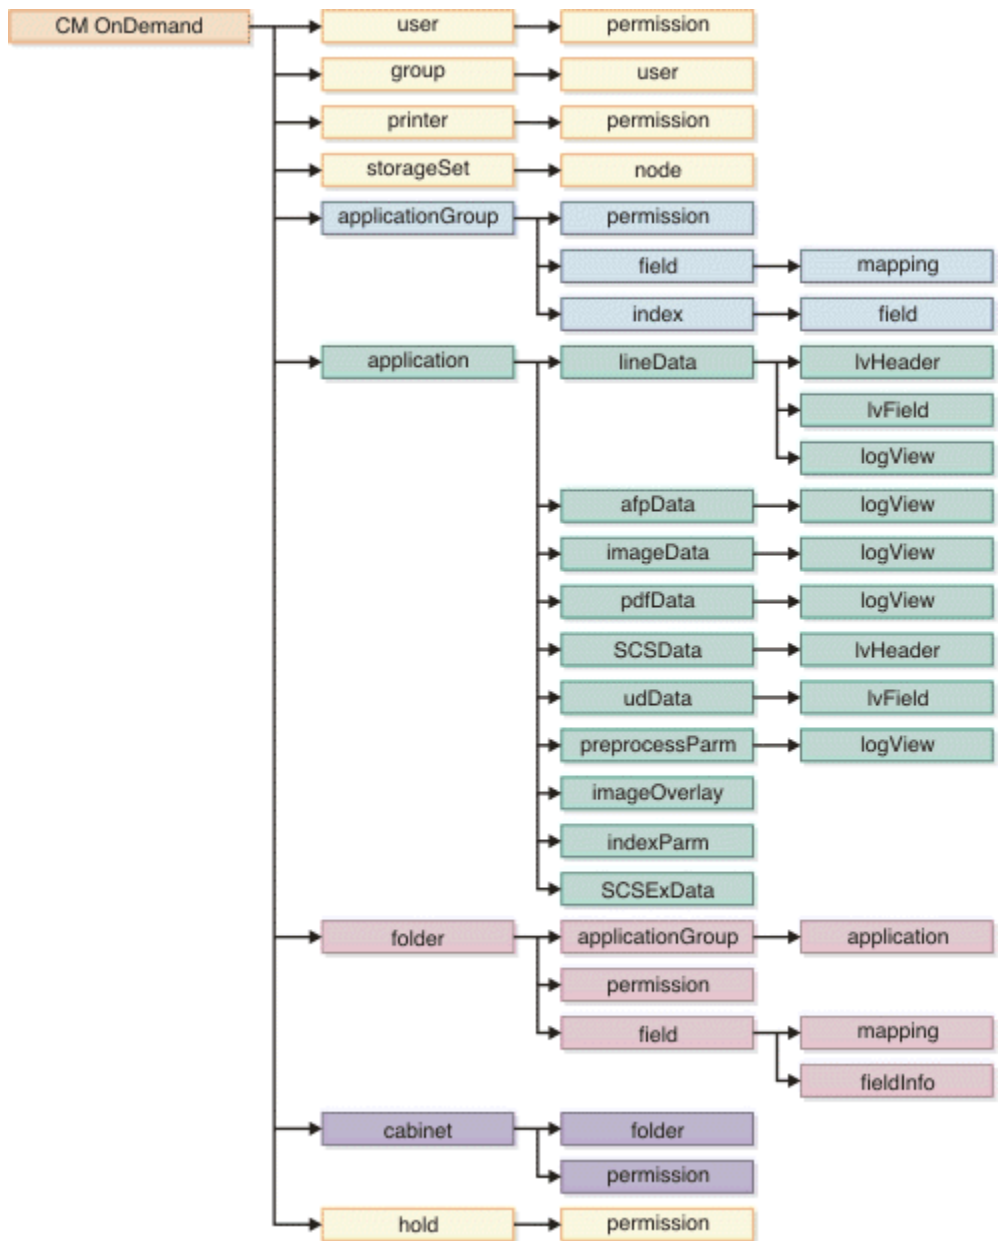 CM OnDemand
user
permission
group
user
printer
permission
storageSet
node
applicationGroup
permission
field
mapping
index
field
application
lineData
lvHeader
lvField
logView
afpData
logView
imageData
logView
pdfData
logView
SCSData
lvHeader
udData
lvField
preprocessParm
logView
imageOverlay
indexParm
SCSExData
folder
applicationGroup
application
permission
field
mapping
fieldInfo
cabinet
folder
permission
hold
permission